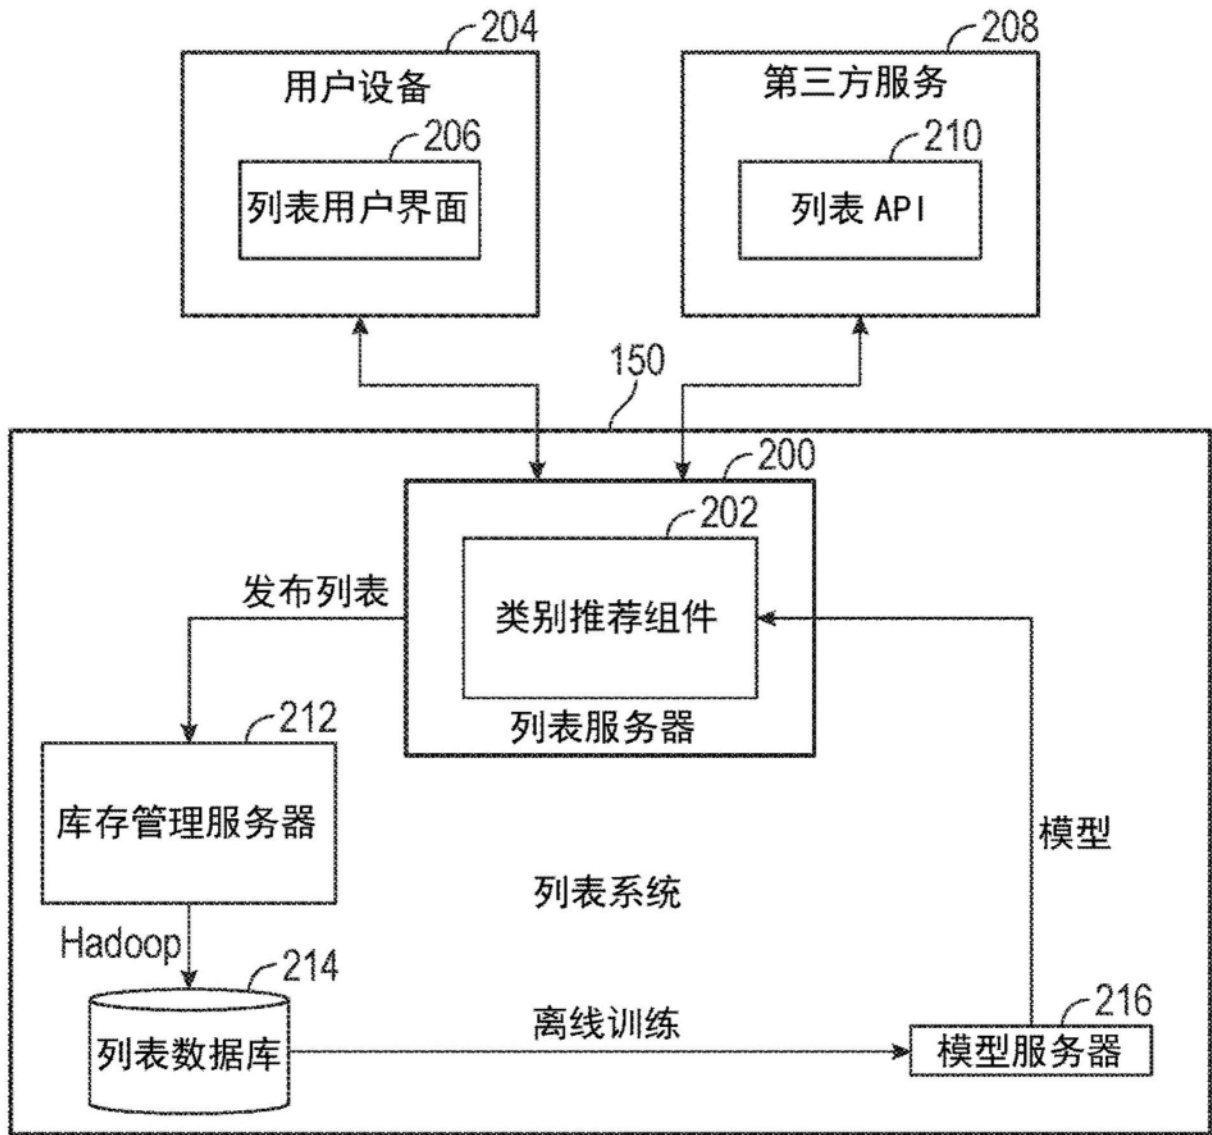 204
208
用户设备
第三方服务
206
210
列表用户界面
列表 API
150
200
202
发布列表
类别推荐组件
212
列表服务器
库存管理服务器
模型
列表系统
Hadoop
214
离线训练
216
列表数据库
模型服务器